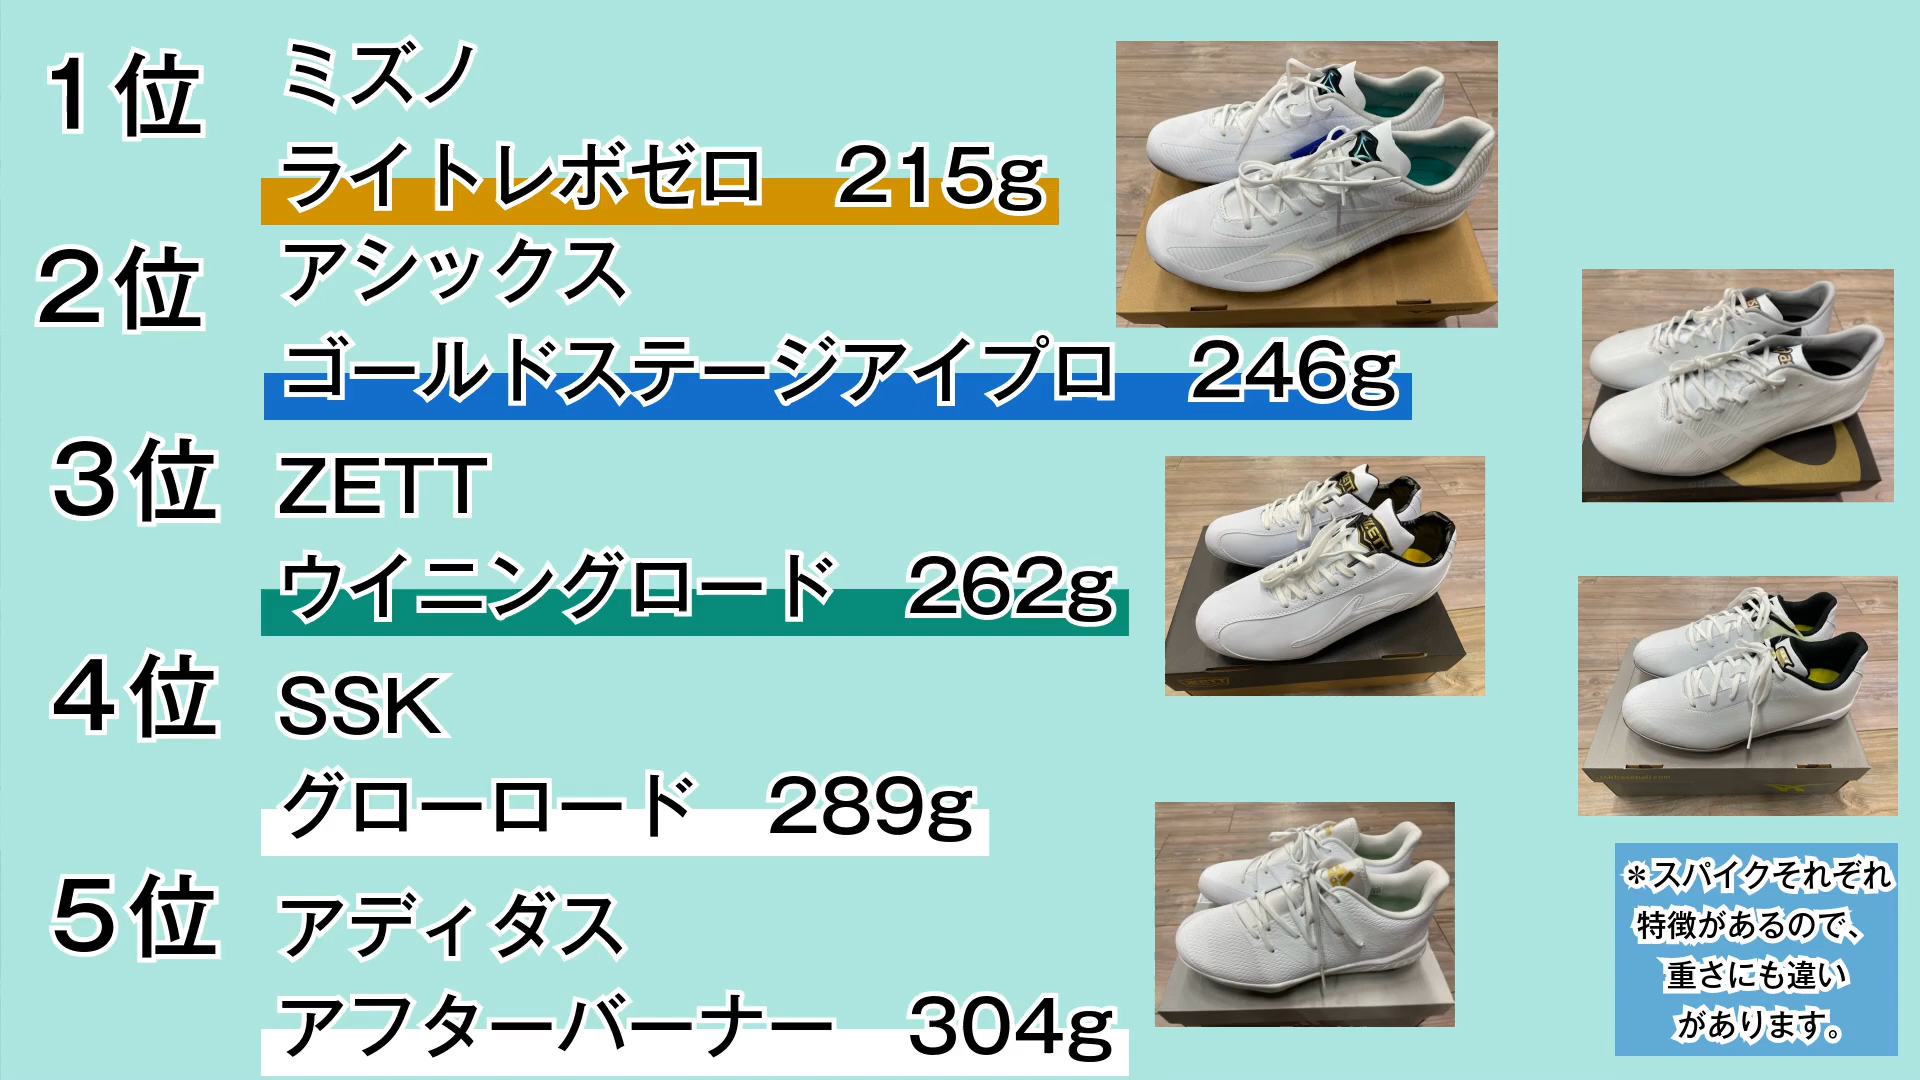 1位
ミズノ
ライトレボゼロ 215g
2位
アシックス
ゴールドステージアイプロ 246g
3位
ZETT
ウイニングロード 262g
4位
SSK
グローロード 289g
5位
アディダス
アフターバーナー 304g
ZETT
ZETT
*スパイクそれぞれ
特徴があるので、
重さにも違い
があります。